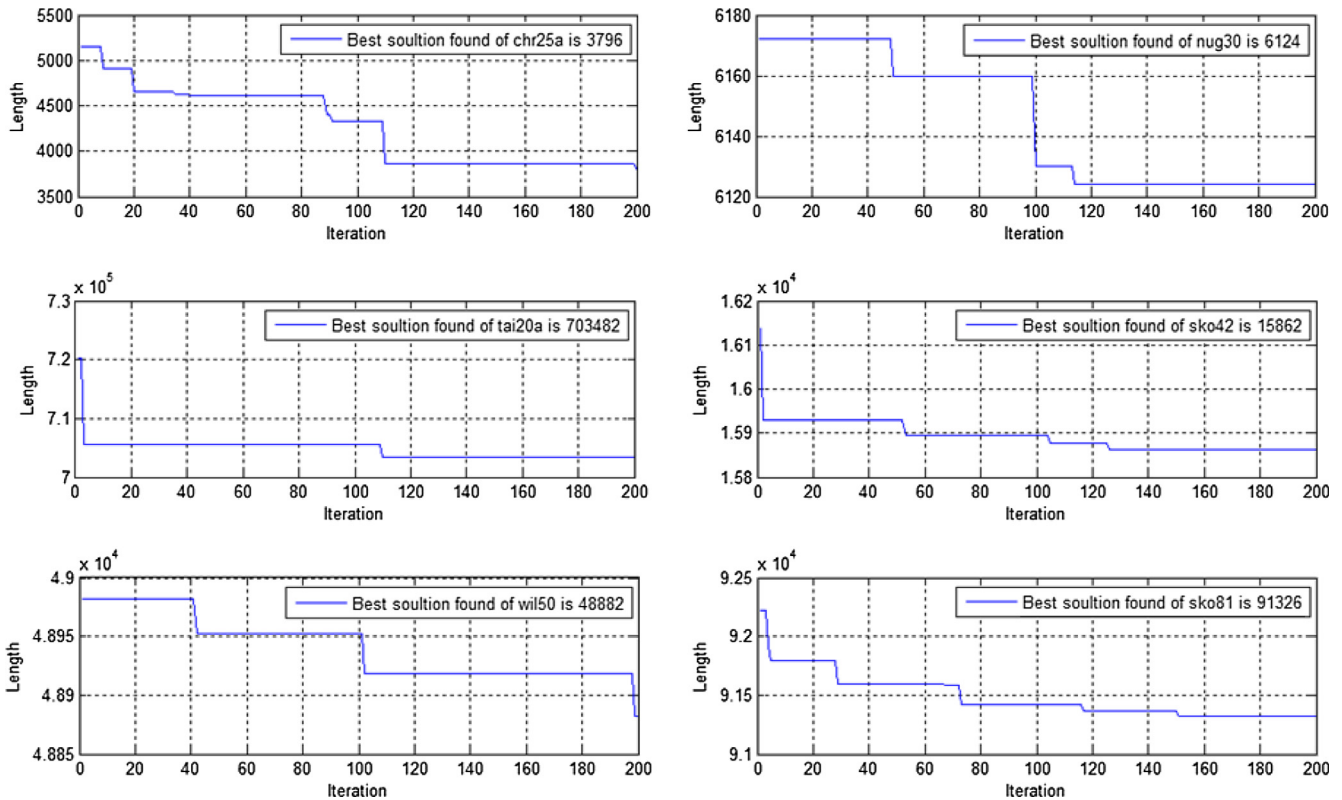 5500
5000
4500
4000
3500
Length
Best soultion found of chr25a is 3796
0 20 40 60 80 100 120 140 160 180 200
Iteration
6180
6160
6140
6120
Length
Best soultion found of nug30 is 6124
0 20 40 60 80 100 120 140 160 180 200
Iteration
x 10^5
7.3
7.2
7.1
7
Length
Best soultion found of tai20a is 703482
0 20 40 60 80 100 120 140 160 180 200
Iteration
x 10^4
1.62
1.61
1.6
1.59
1.58
Length
Best soultion found of sko42 is 15862
0 20 40 60 80 100 120 140 160 180 200
Iteration
x 10^4
4.9
4.895
4.89
4.885
Length
Best soultion found of wil50 is 48882
0 20 40 60 80 100 120 140 160 180 200
Iteration
x 10^4
9.25
9.2
9.15
9.1
Length
Best soultion found of sko81 is 91326
0 20 40 60 80 100 120 140 160 180 200
Iteration